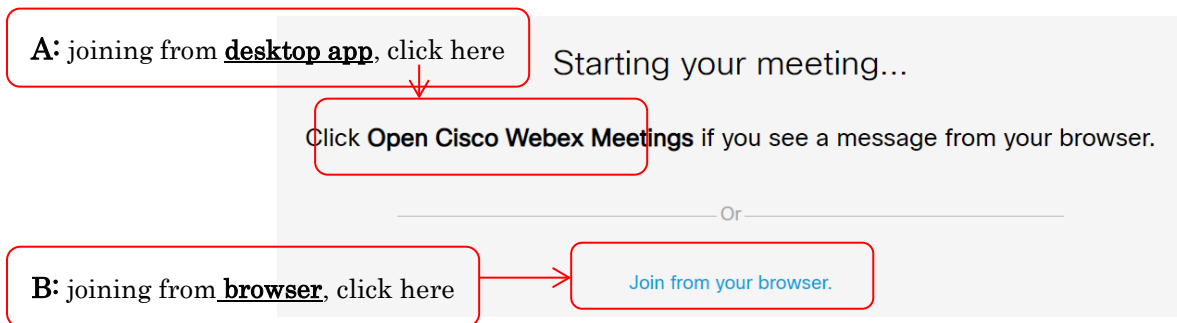 A: joining from desktop app, click here
Starting your meeting...
Click Open Cisco Webex Meetings if you see a message from your browser.
Or
B: joining from browser, click here
Join from your browser.